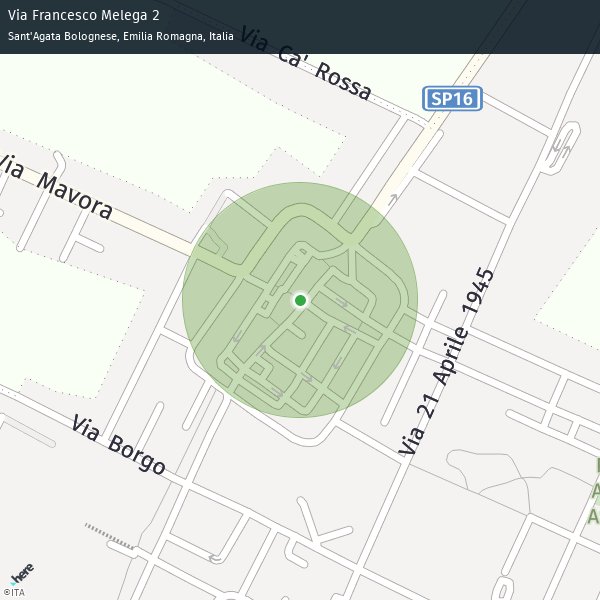 Via Francesco Melega 2
Sant'Agata Bolognese, Emilia Romagna, Italia
Via Ca' Rossa
SP16
Via Mavora
Via 21 Aprile 1945
Via Borgo
A
A
here
©ITA